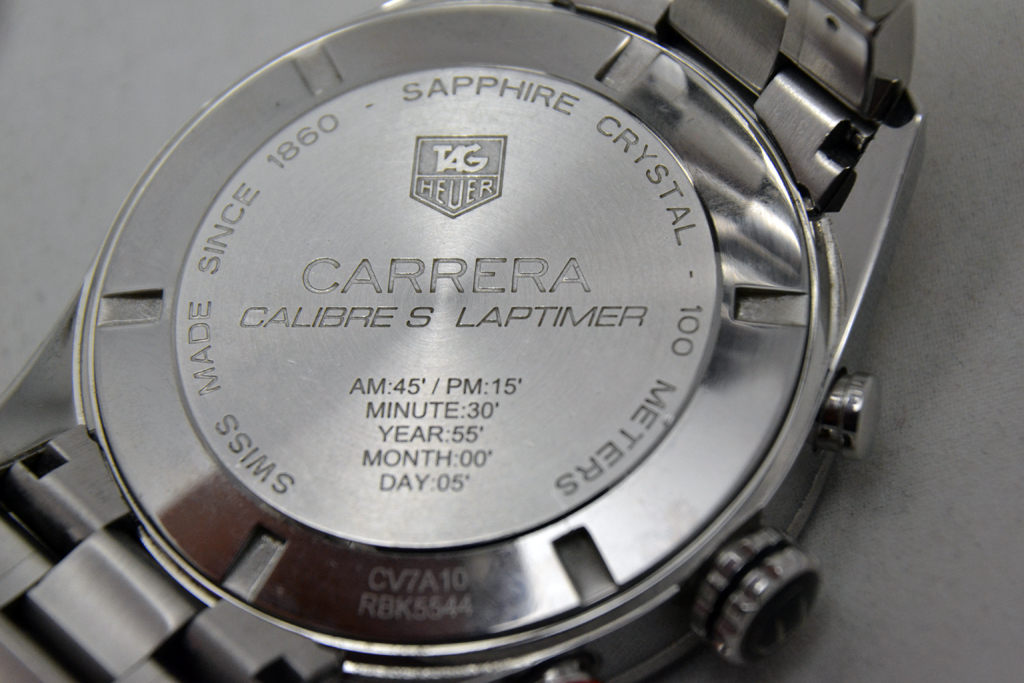 SWISS MADE SINCE 1860 - SAPPHIRE CRYSTAL - 100 METERS
TAG
HEUER
CARRERA
CALIBRE S LAPTIMER
AM:45' / PM:15'
MINUTE:30'
YEAR:55'
MONTH:00'
DAY:05'
CV7A10
RBK5544